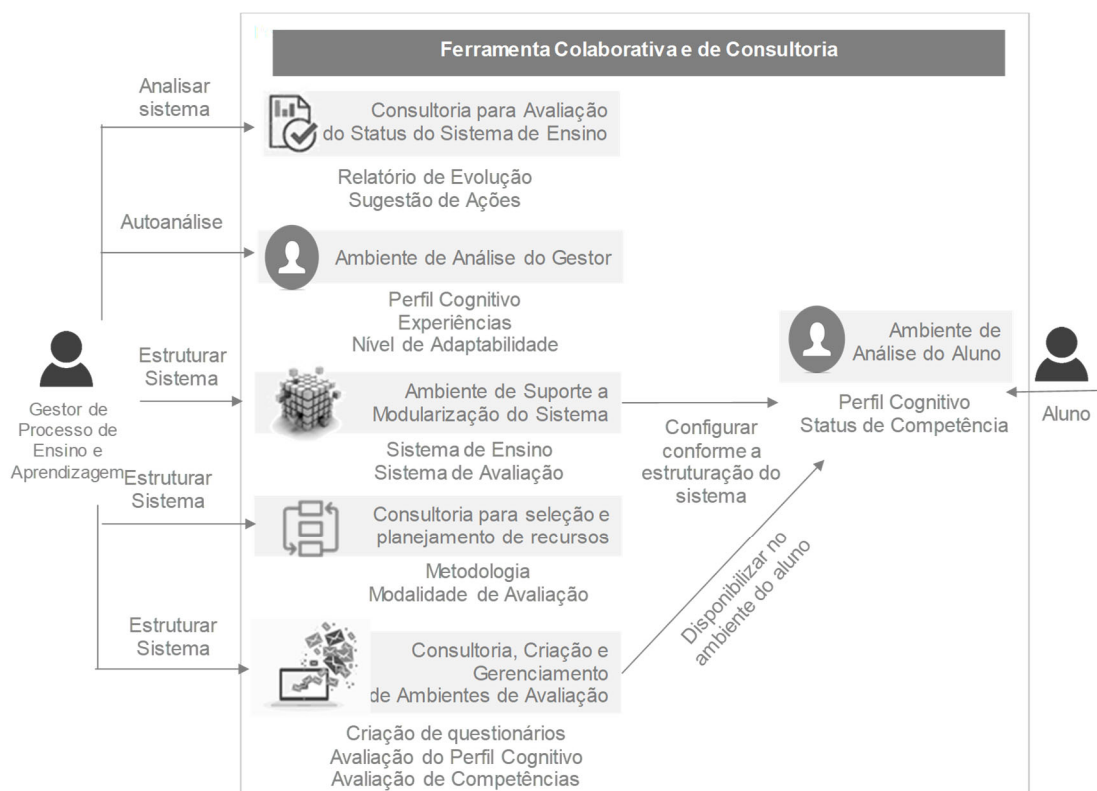 Ferramenta Colaborativa e de Consultoria
Analisar
sistema
Consultoria para Avaliação
do Status do Sistema de Ensino
Relatório de Evolução
Sugestão de Ações
Autoanálise
Ambiente de Análise do Gestor
Perfil Cognitivo
Experiências
Nível de Adaptabilidade
Gestor de
Processo de
Ensino e
Aprendizagem
Estruturar
Sistema
Ambiente de Suporte a
Modularização do Sistema
Sistema de Ensino
Sistema de Avaliação
Estruturar
Sistema
Consultoria para seleção e
planejamento de recursos
Metodologia
Modalidade de Avaliação
Estruturar
Sistema
Consultoria, Criação e
Gerenciamento
de Ambientes de Avaliação
Criação de questionários
Avaliação do Perfil Cognitivo
Avaliação de Competências
Configurar
conforme a
estruturação do
sistema
Disponibilizar no
ambiente do aluno
Ambiente de
Análise do Aluno
Perfil Cognitivo
Status de Competência
Aluno